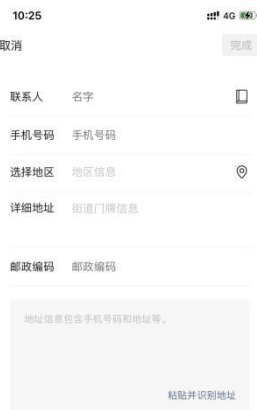 10:25 4G
取消 完成
联系人 名字
手机号码 手机号码
选择地区 地区信息
详细地址 街道门牌信息
邮政编码 邮政编码
地址信息包含手机号码和地址等。
粘贴并识别地址